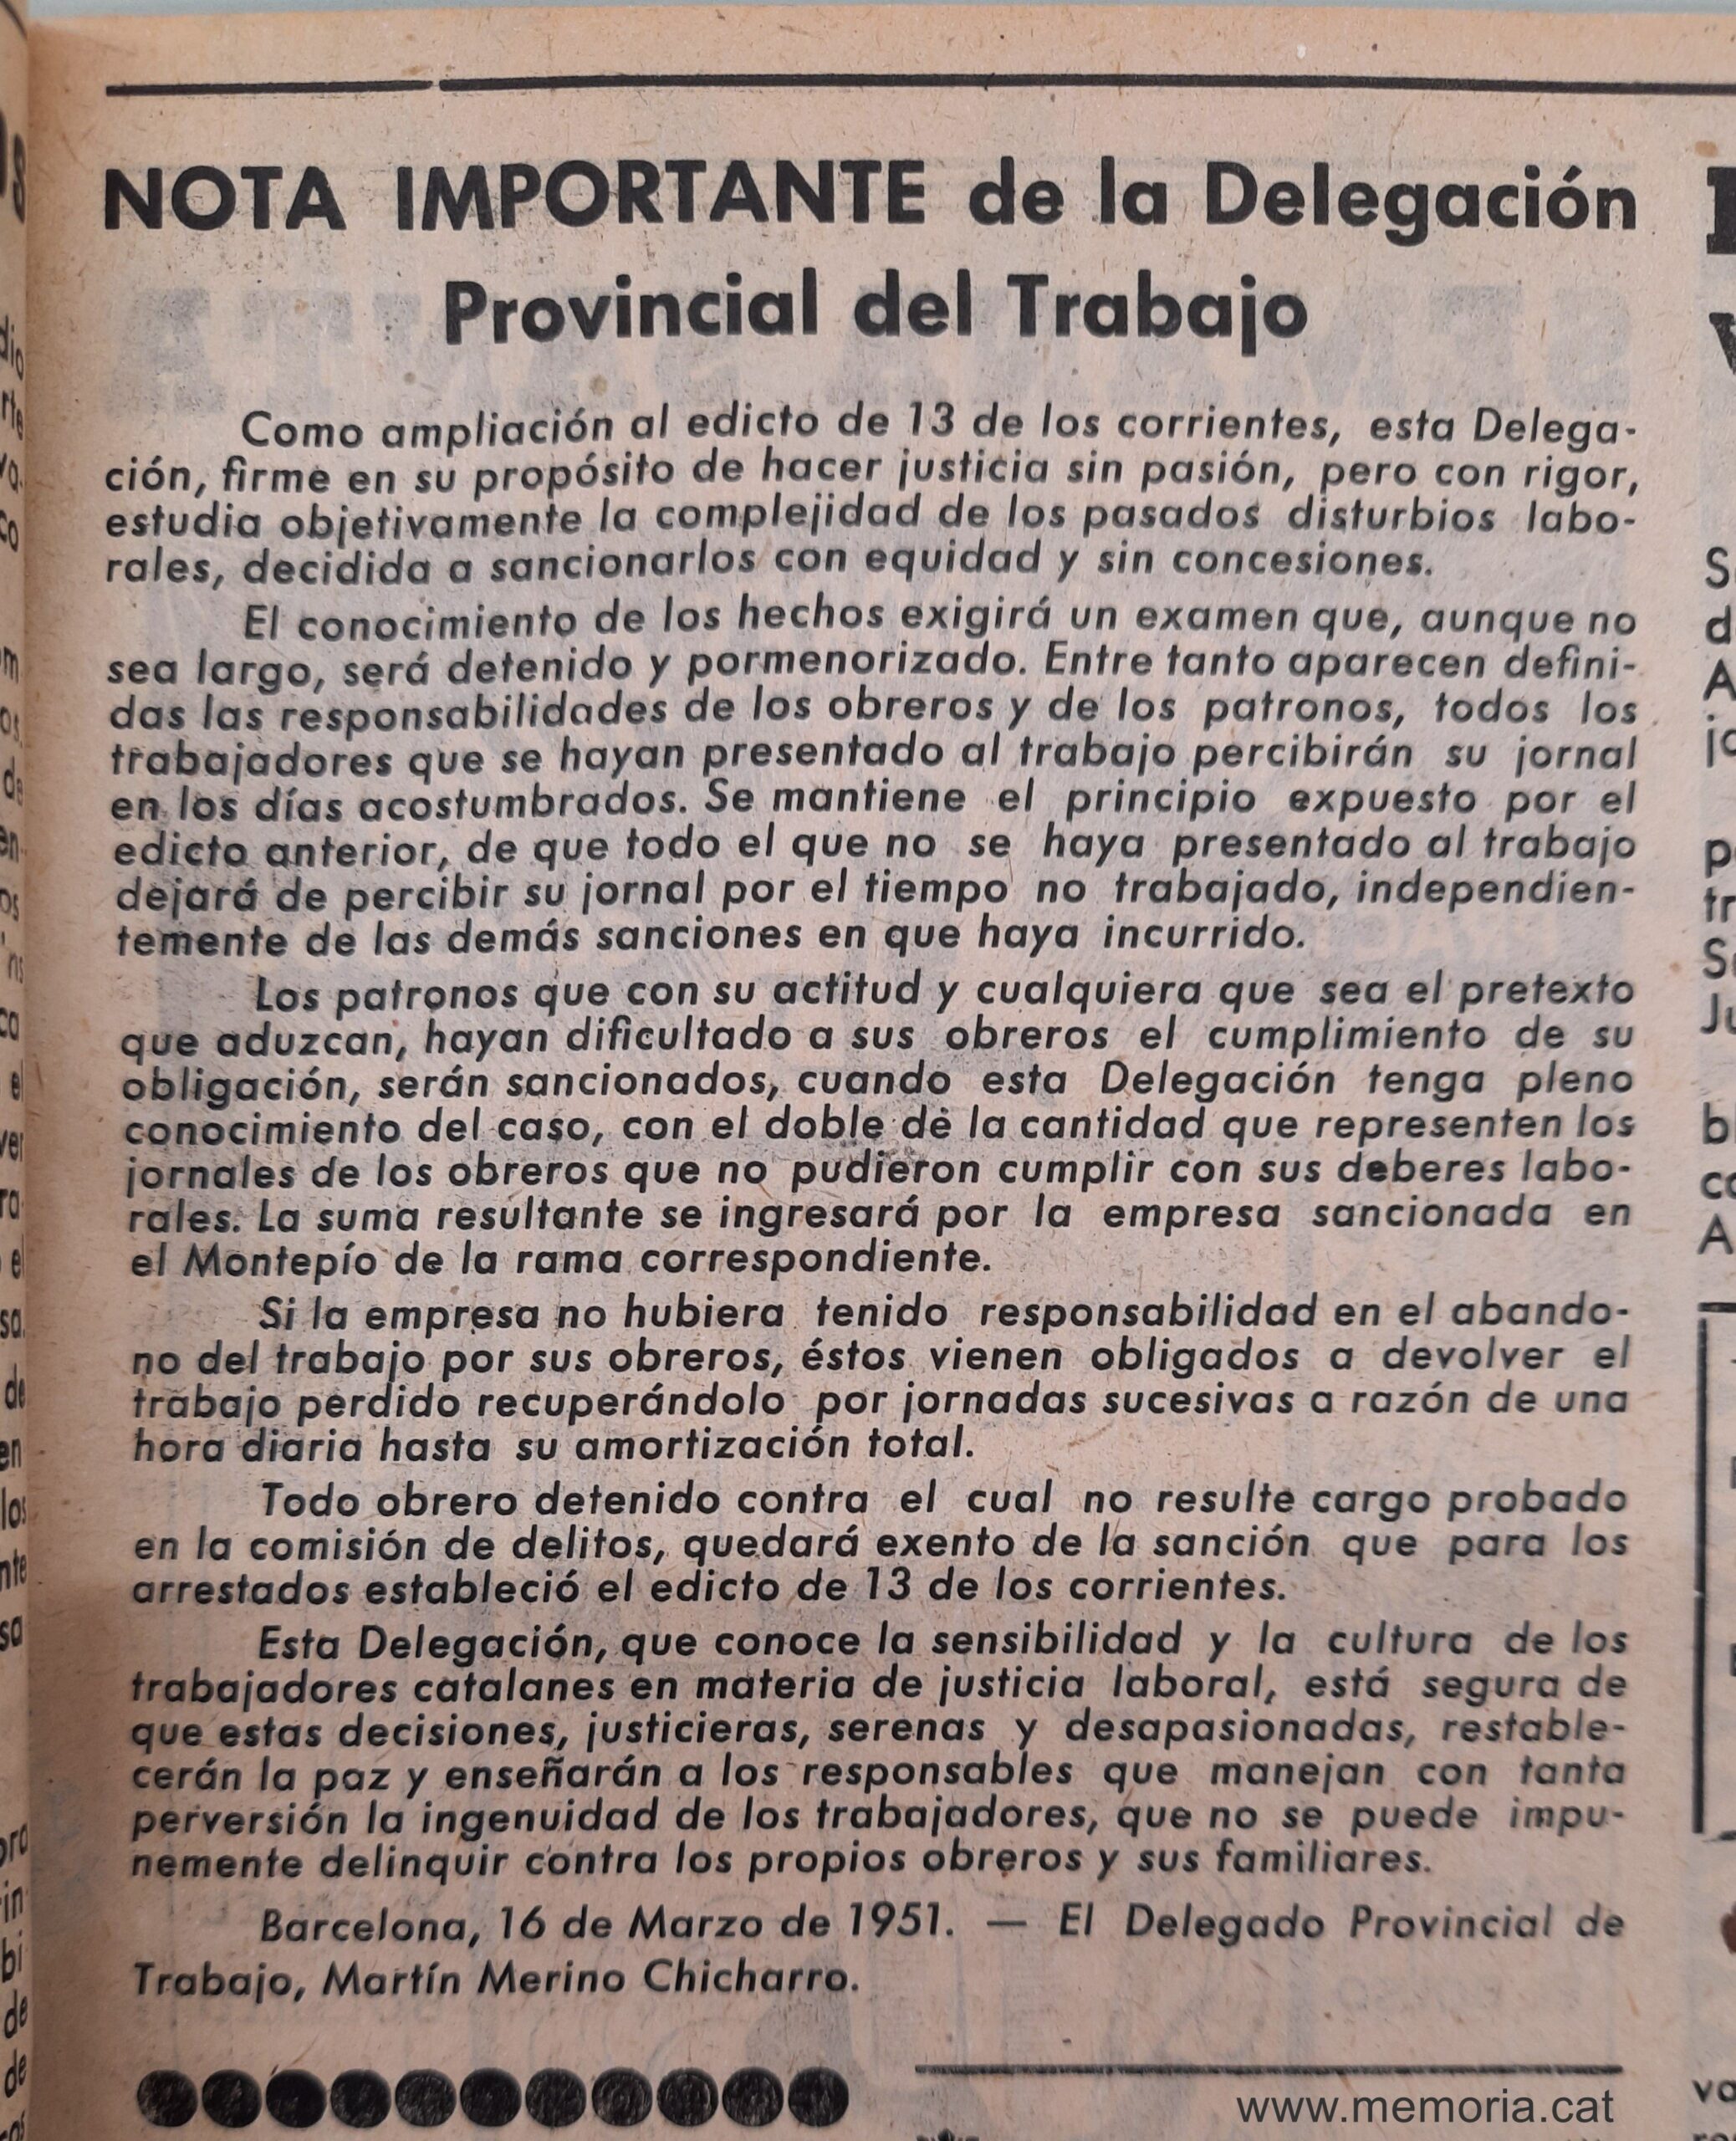 NOTA IMPORTANTE de la Delegación
Provincial del Trabajo
Como ampliación al edicto de 13 de los corrientes, esta Delega-
ción, firme en su propósito de hacer justicia sin pasión, pero con rigor,
estudia objetivamente la complejidad de los pasados disturbios labo-
rales, decidida a sancionarlos con equidad y sin concesiones.
El conocimiento de los hechos exigirá un examen que, aunque no
sea largo, será detenido y pormenorizado. Entre tanto aparecen defini-
das las responsabilidades de los obreros y de los patronos, todos los
trabajadores que se hayan presentado al trabajo percibirán su jornal
en los días acostumbrados. Se mantiene el principio expuesto por el
edicto anterior, de que todo el que no se haya presentado al trabajo
dejará de percibir su jornal por el tiempo no trabajado, independien-
temente de las demás sanciones en que haya incurrido.
Los patronos que con su actitud y cualquiera que sea el pretexto
que aduzcan, hayan dificultado a sus obreros el cumplimiento de su
obligación, serán sancionados, cuando esta Delegación tenga pleno
conocimiento del caso, con el doble de la cantidad que representen los
jornales de los obreros que no pudieron cumplir con sus deberes labo-
rales. La suma resultante se ingresará por la empresa sancionada en
el Montepío de la rama correspondiente.
Si la empresa no hubiera tenido responsabilidad en el abando-
no del trabajo por sus obreros, éstos vienen obligados a devolver el
trabajo perdido recuperándolo por jornadas sucesivas a razón de una
hora diaria hasta su amortización total.
Todo obrero detenido contra el cual no resulte cargo probado
en la comisión de delitos, quedará exento de la sanción que para los
arrestados estableció el edicto de 13 de los corrientes.
Esta Delegación, que conoce la sensibilidad y la cultura de los
trabajadores catalanes en materia de justicia laboral, está segura de
que estas decisiones, justicieras, serenas y desapasionadas, restable-
cerán la paz y enseñarán a los responsables que manejan con tanta
perversión la ingenuidad de los trabajadores, que no se puede impu-
nemente delinquir contra los propios obreros y sus familiares.
Barcelona, 16 de Marzo de 1951. — El Delegado Provincial de
Trabajo, Martín Merino Chicharro.
www.memoria.cat